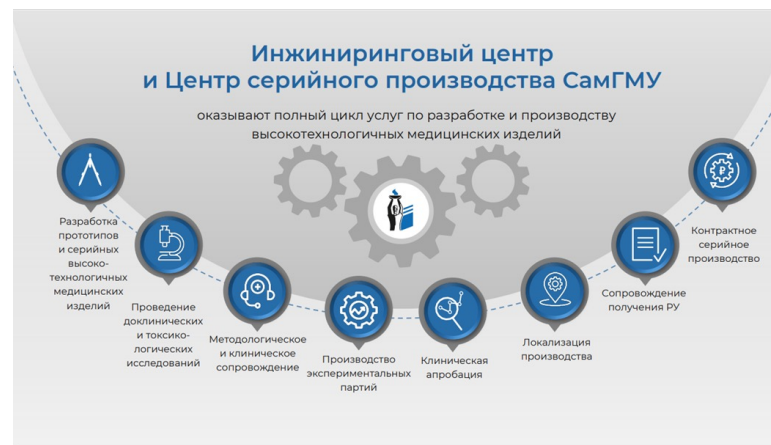 Инжиниринговый центр
и Центр серийного производства СамГМУ
оказывают полный цикл услуг по разработке и производству
высокотехнологичных медицинских изделий
Разработка
прототипов
и серийных
высоко-
технологичных
медицинских
изделий
Проведение
доклинических
и токсико-
логических
исследований
Методологическое
и клиническое
сопровождение
Производство
экспериментальных
партий
Клиническая
апробация
Локализация
производства
Сопровождение
получения РУ
Контрактное
серийное
производство